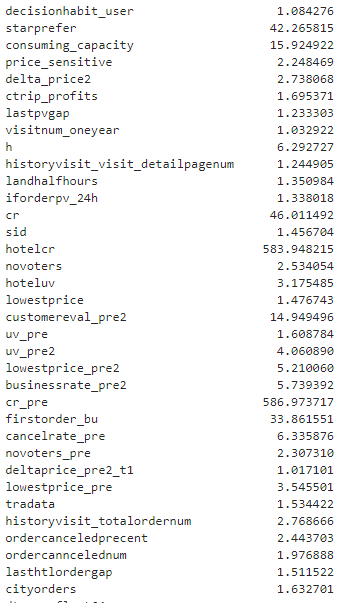 decisionhabit_user 1.084276
starprefer 42.265815
consuming_capacity 15.924922
price_sensitive 2.248469
delta_price2 2.738068
ctrip_profits 1.695371
lastpvgap 1.233303
visitnum_oneyear 1.032922
h 6.292727
historyvisit_visit_detailpagenum 1.244905
landhalfhours 1.350984
iforderpv_24h 1.338018
cr 46.011492
sid 1.456704
hotelcr 583.948215
novoters 2.534054
hoteluv 3.175485
lowestprice 1.476743
customereval_pre2 14.949496
uv_pre 1.608784
uv_pre2 4.060890
lowestprice_pre2 5.210060
businessrate_pre2 5.739392
cr_pre 586.973717
firstorder_bu 33.861551
cancelrate_pre 6.335876
novoters_pre 2.307310
deltaprice_pre2_t1 1.017101
lowestprice_pre 3.545501
tradata 1.534422
historyvisit_totalordernum 2.768666
ordercanceledprecent 2.443703
ordercanncelednum 1.976888
lasthtlordergap 1.511522
cityorders 1.632701